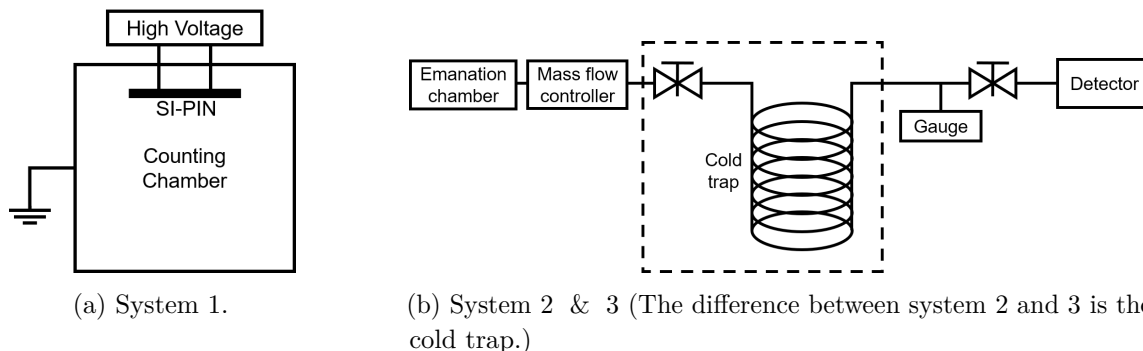 High Voltage
SI-PIN
Counting
Chamber
(a) System 1.
Emanation
chamber
Mass flow
controller
Cold
trap
Gauge
Detector
(b) System 2 & 3 (The difference between system 2 and 3 is the
cold trap.)